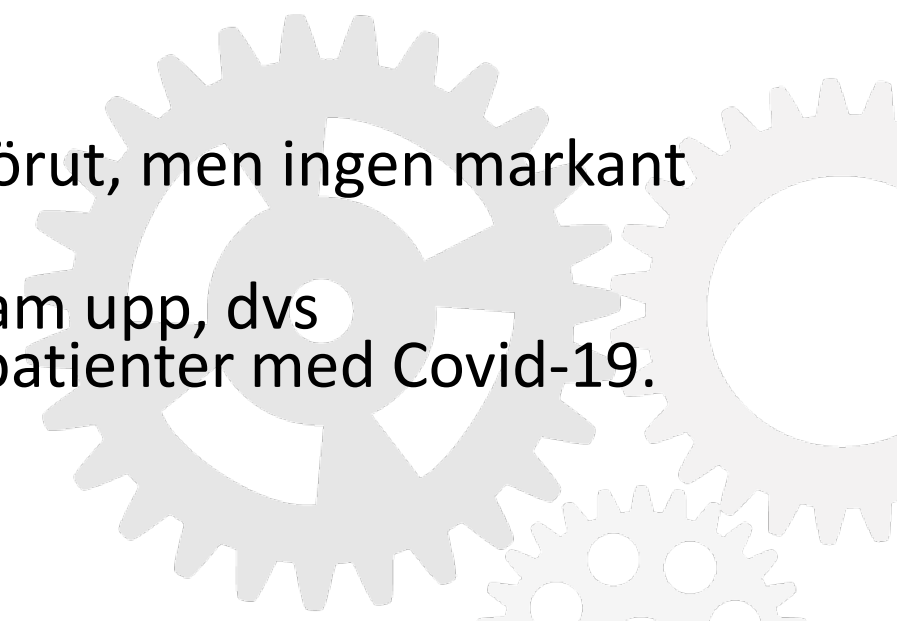 örut, men ingen markant
am upp, dvs
patienter med Covid-19.